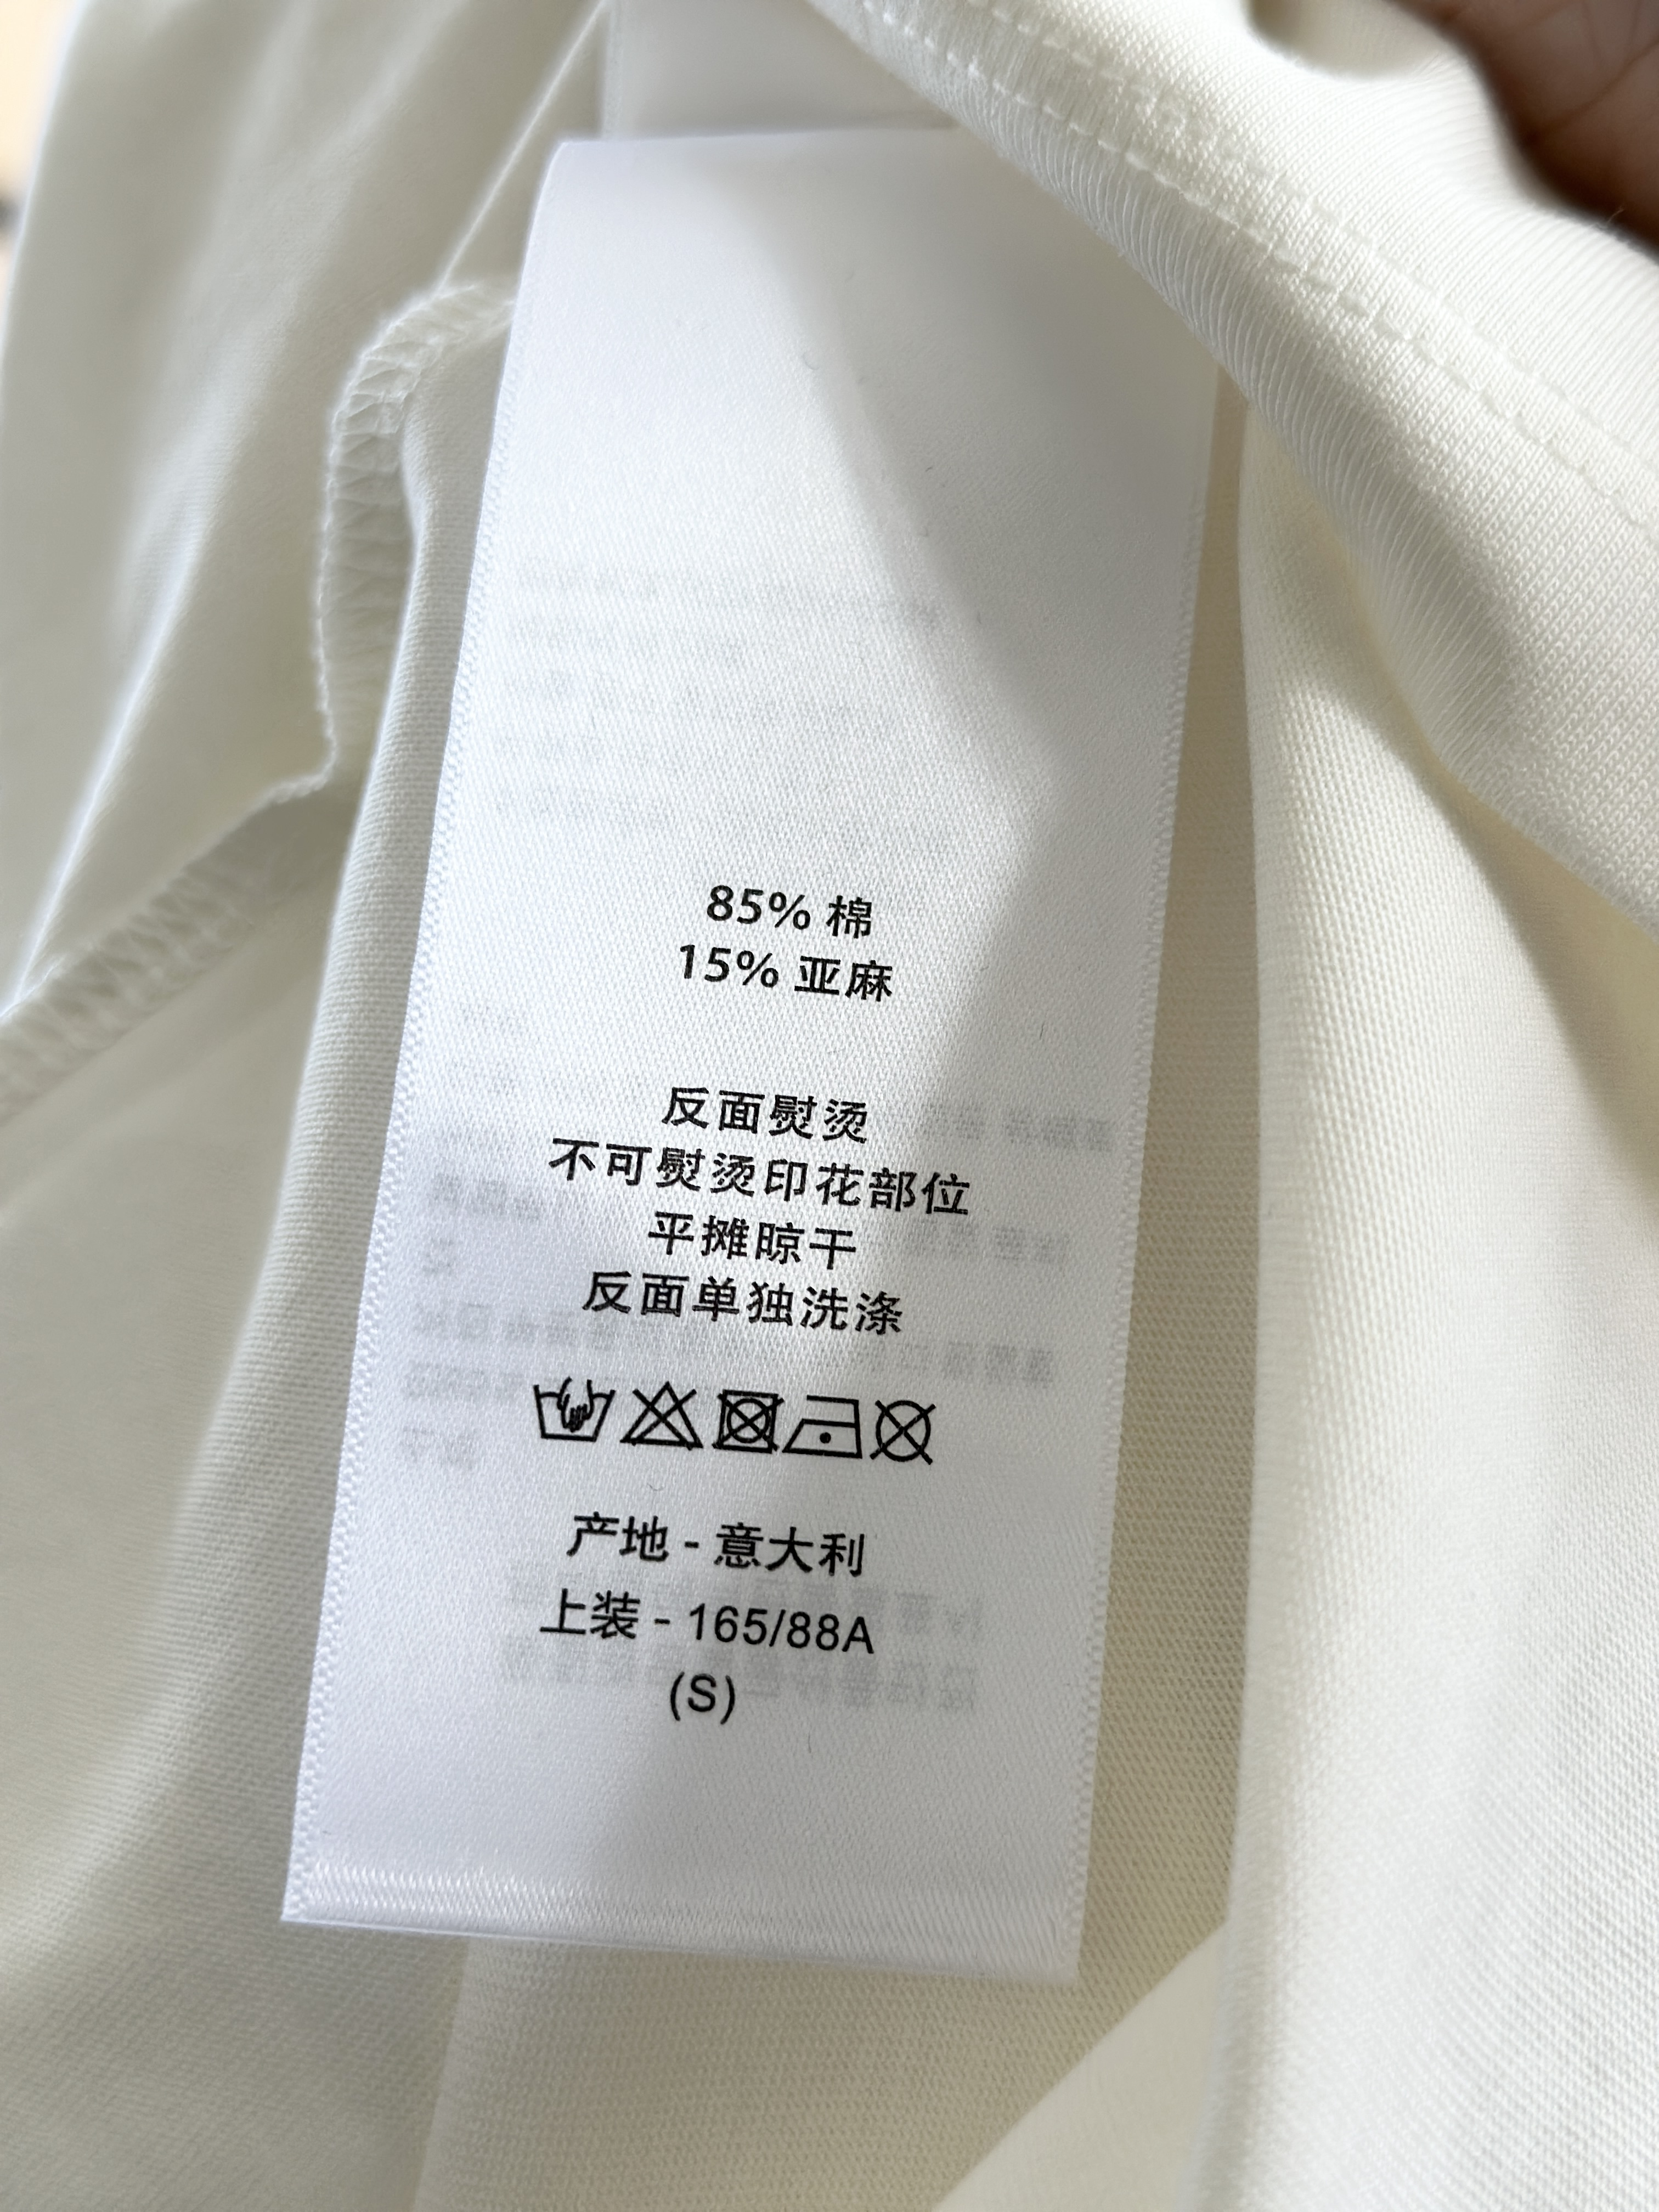 85% 棉
15% 亚麻
反面熨烫
不可熨烫印花部位
平摊晾干
反面单独洗涤
产地 - 意大利
上装 - 165/88A
(S)